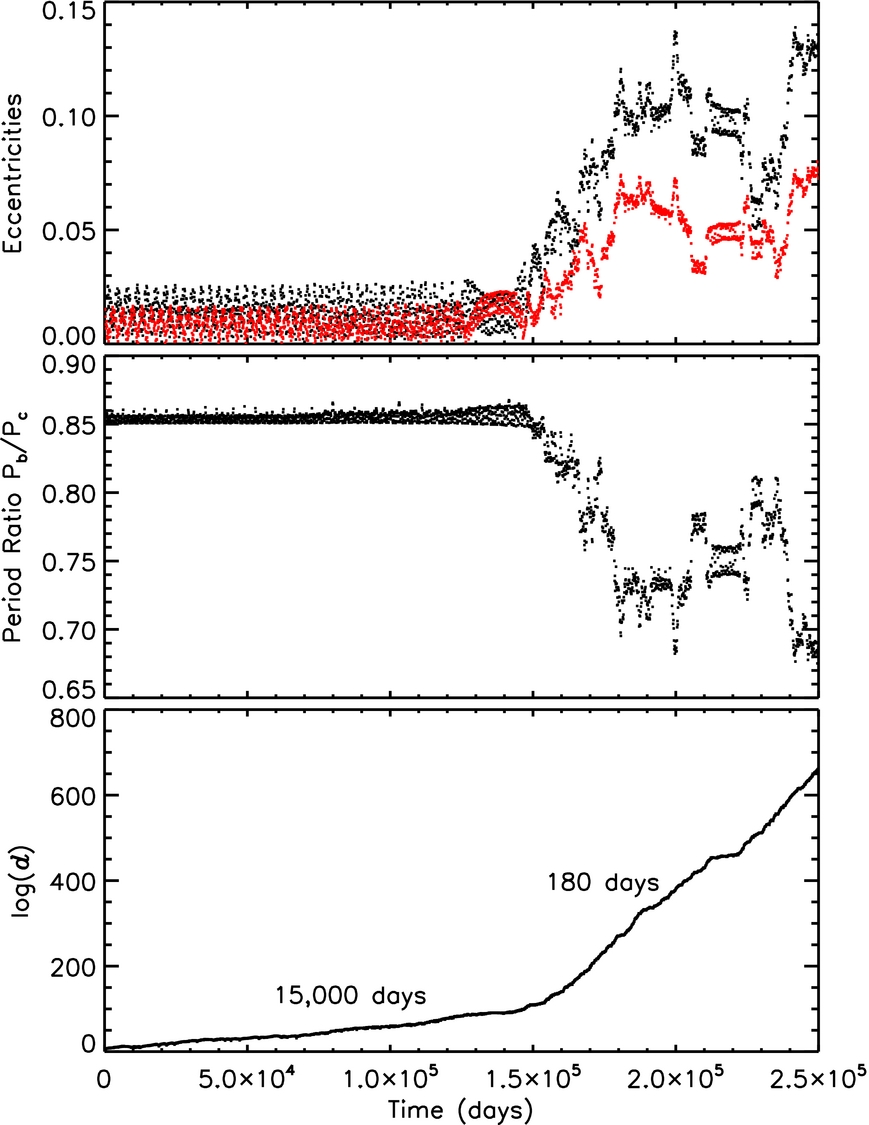 Eccentricities
0.15
0.10
0.05
0.00
Period Ratio P_b/P_c
0.90
0.85
0.80
0.75
0.70
0.65
log(d)
800
600
400
200
0
180 days
15,000 days
0 5.0×10⁴ 1.0×10⁵ 1.5×10⁵ 2.0×10⁵ 2.5×10⁵
Time (days)